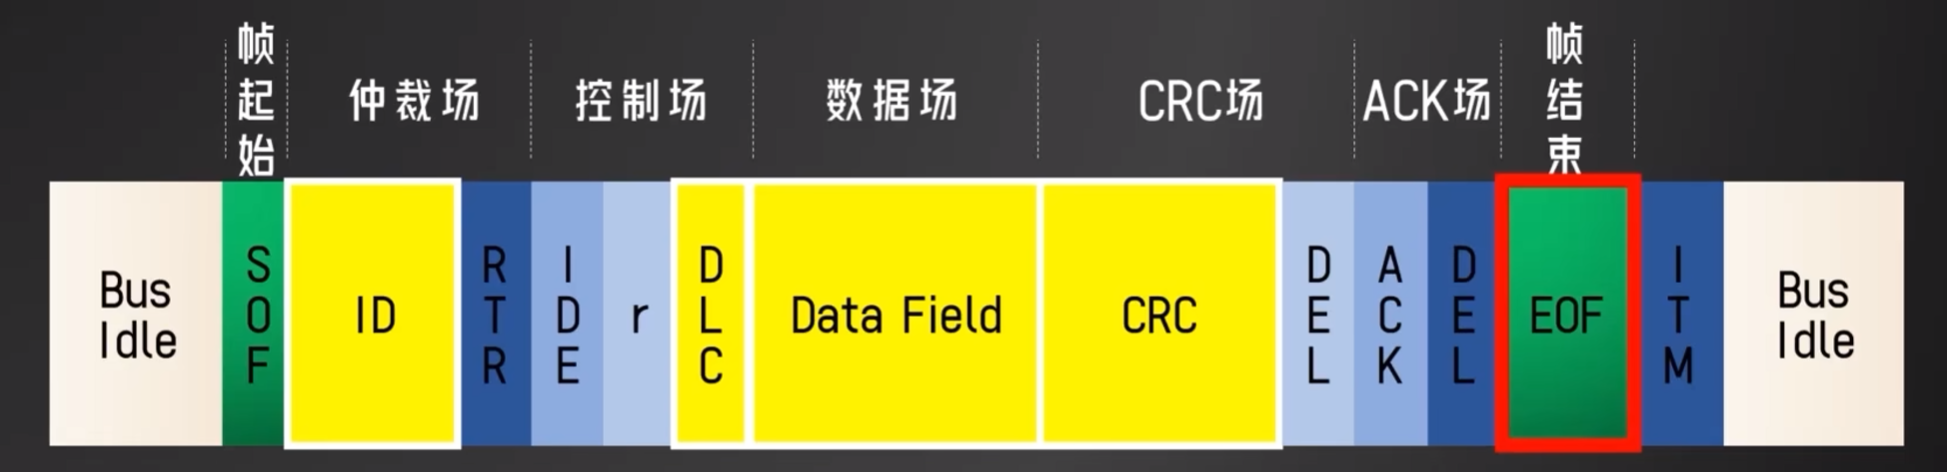 帧起始
仲裁场
控制场
数据场
CRC场
ACK场
帧结束
Bus Idle
SOF
ID
RTR
IDE
r
DLC
Data Field
CRC
DEL
ACK
DEL
EOF
ITM
Bus Idle